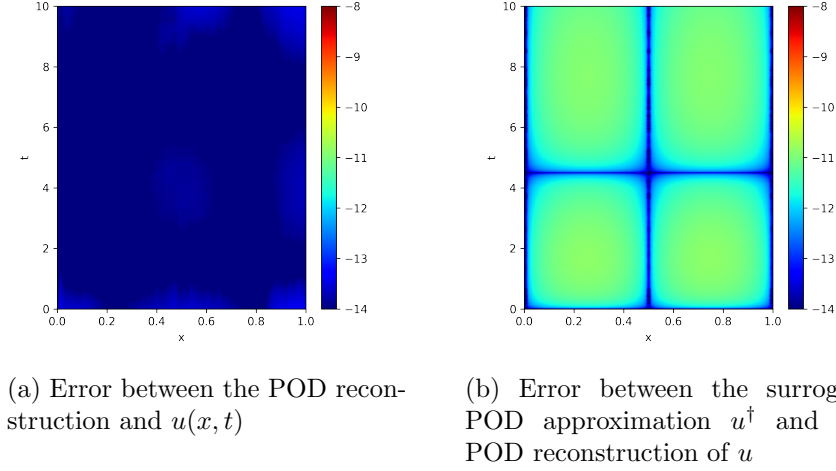 10
8
6
4
2
0
t
0.0 0.2 0.4 0.6 0.8 1.0
x
−8
−9
−10
−11
−12
−13
−14
10
8
6
4
2
0
t
0.0 0.2 0.4 0.6 0.8 1.0
x
−8
−9
−10
−11
−12
−13
−14
(a) Error between the POD recon-
struction and u(x, t)
(b) Error between the surrog
POD approximation u† and
POD reconstruction of u